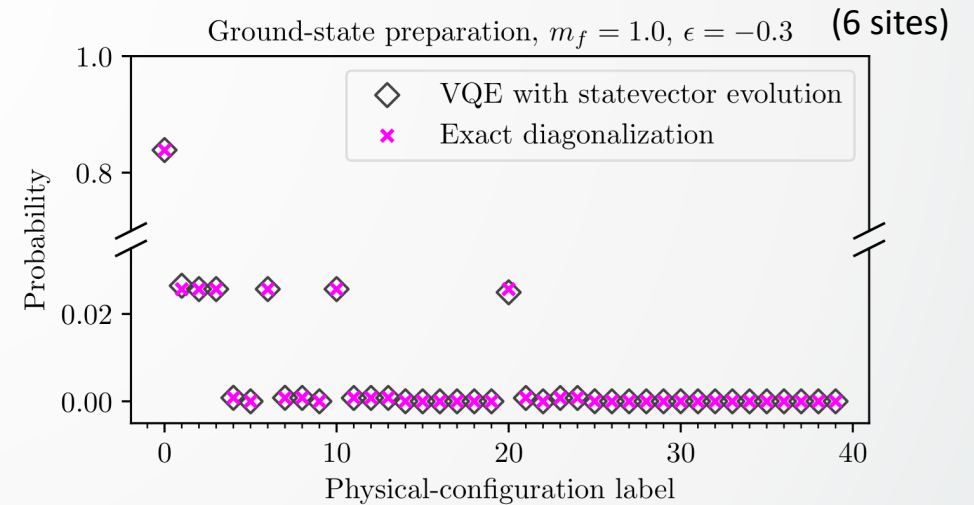 Ground-state preparation, $m_f = 1.0$, $\epsilon = -0.3$ (6 sites)
1.0
VQE with statevector evolution
Exact diagonalization
0.8
Probability
0.02
0.00
0 10 20 30 40
Physical-configuration label